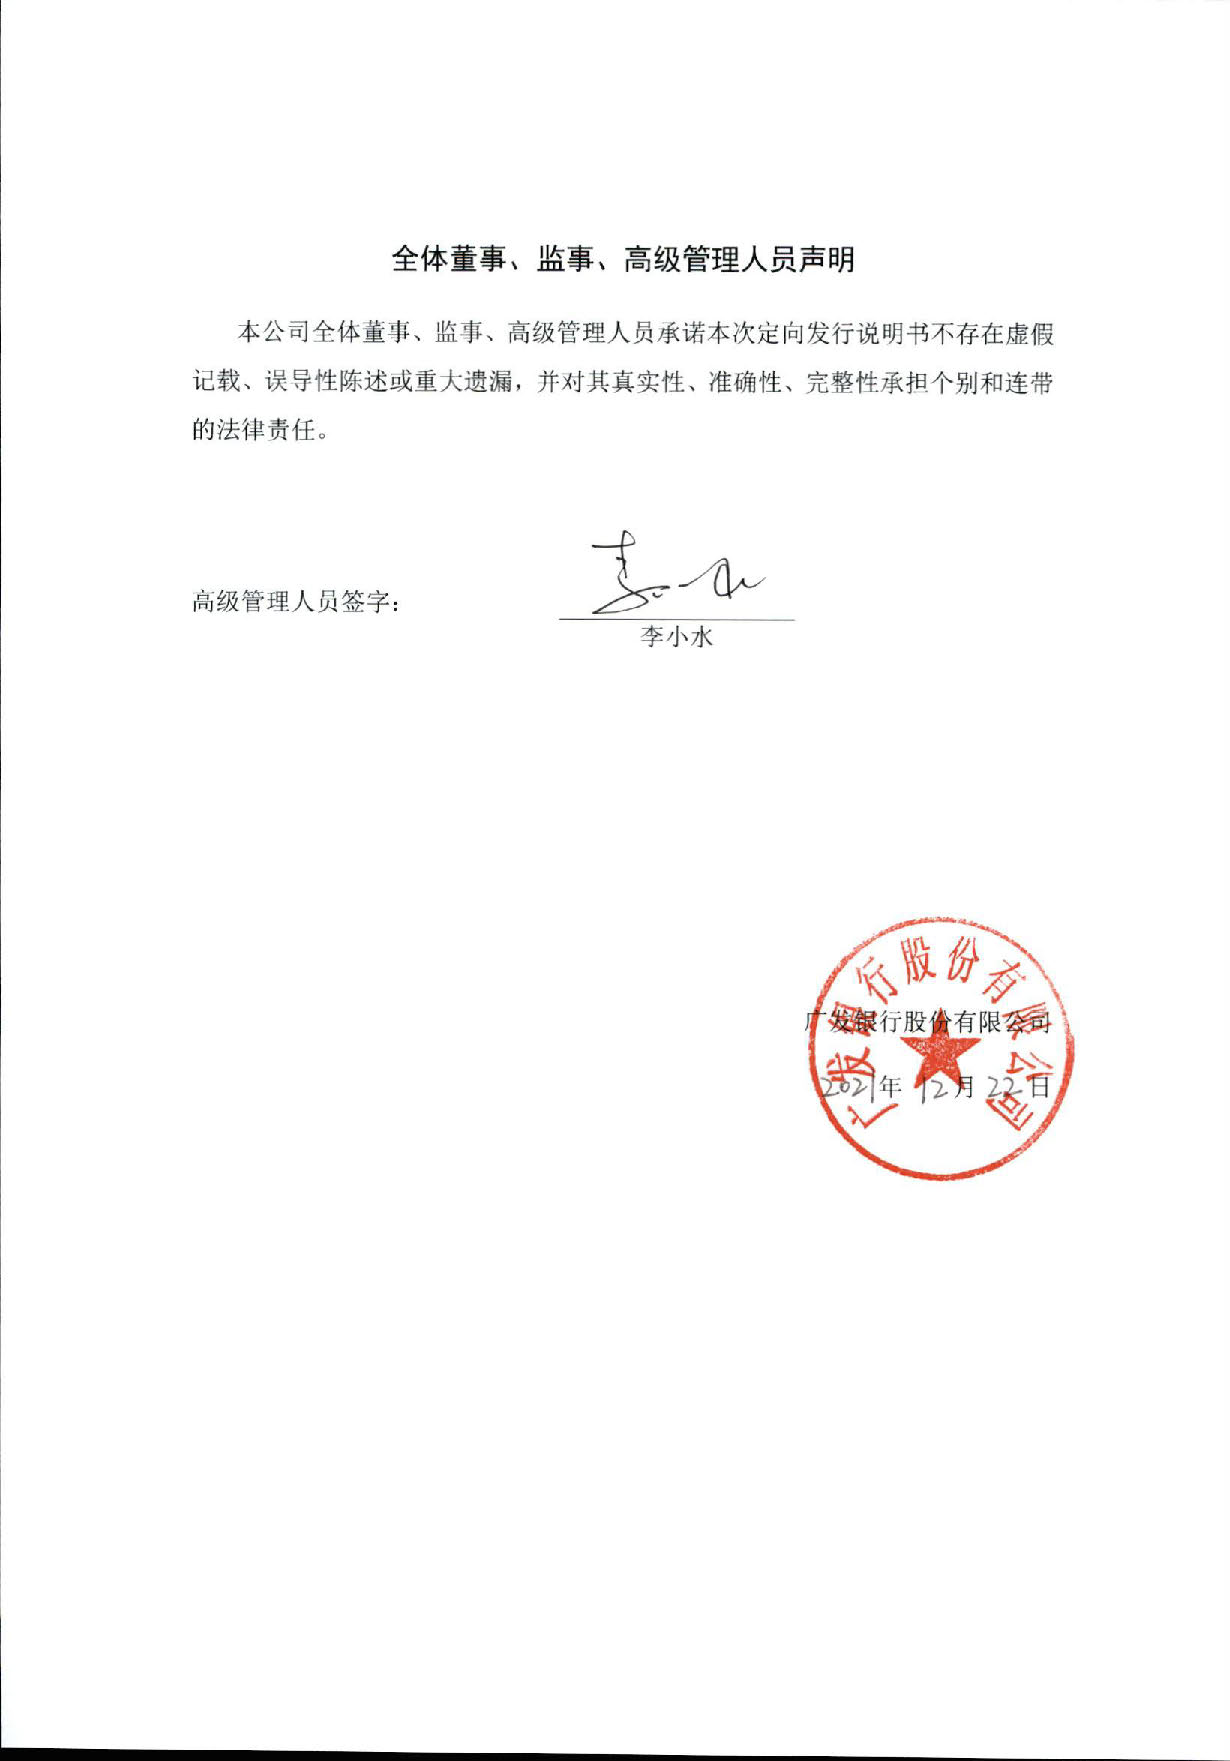 全体董事、监事、高级管理人员声明
本公司全体董事、监事、高级管理人员承诺本次定向发行说明书不存在虚假
记载、误导性陈述或重大遗漏，并对其真实性、准确性、完整性承担个别和连带
的法律责任。
高级管理人员签字：
李小水
广发银行股份有限公司
广发银行股份有限公司
2021年 12月 22日